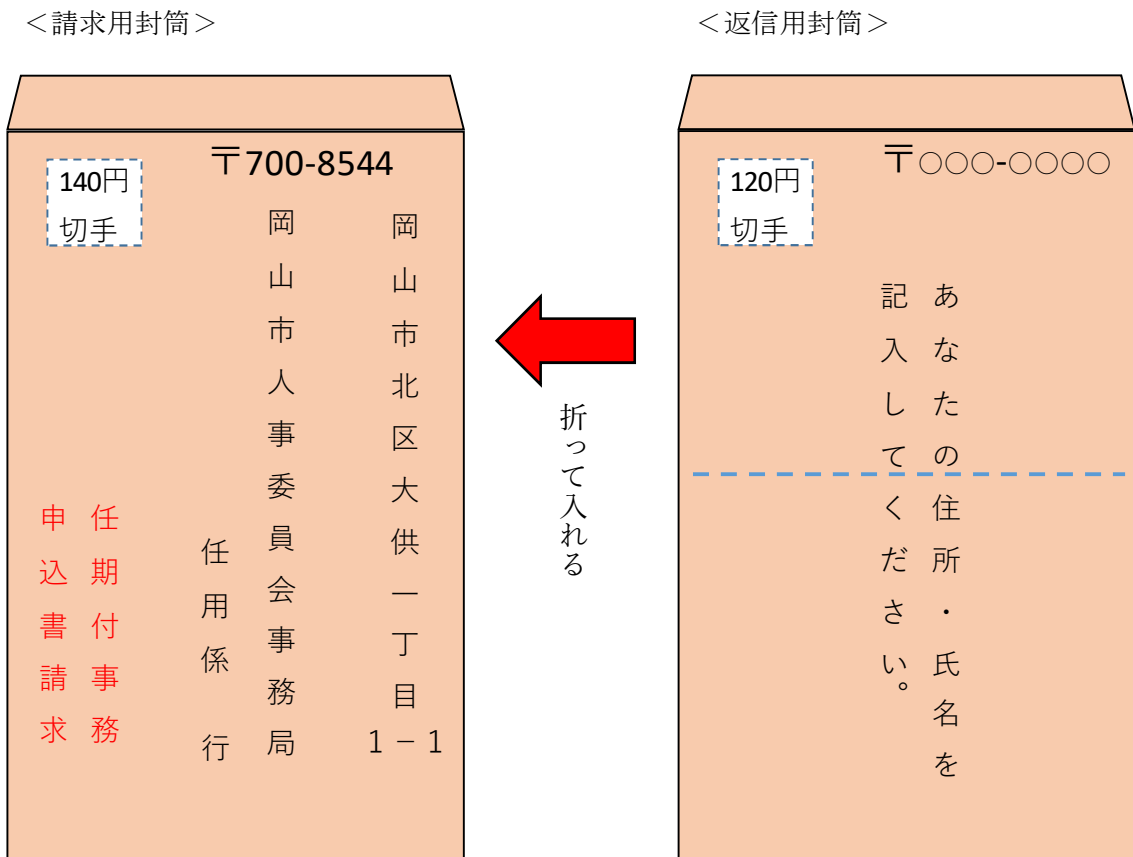 ＜請求用封筒＞
140円
切手
〒700-8544
岡山市北区大供一丁目1－1
岡山市人事委員会事務局
任用係　行
任期付事務
申込書請求
折って入れる
＜返信用封筒＞
120円
切手
〒○○○-○○○○
あなたの住所・氏名を
記入してください。